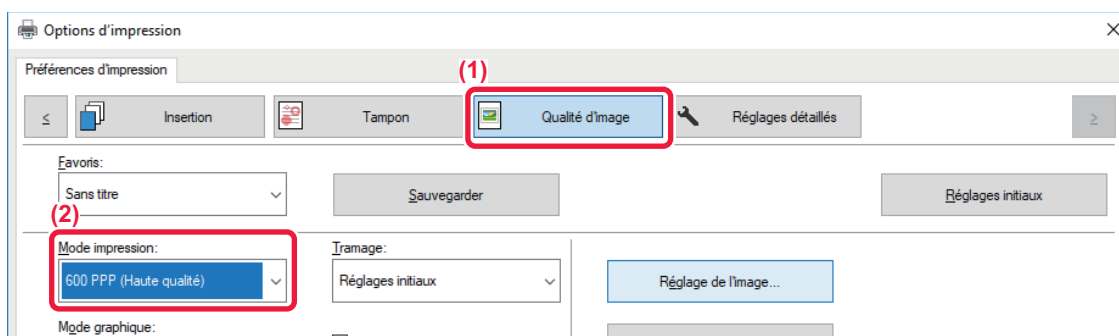 Options d'impression
Préférences d'impression
(1)
<
Insertion
Tampon
Qualité d'image
Réglages détaillés
>
Favoris:
Sans titre
Sauvegarder
Réglages initiaux
(2)
Mode impression:
Tramage:
600 PPP (Haute qualité)
Réglages initiaux
Réglage de l'image...
Mode graphique: